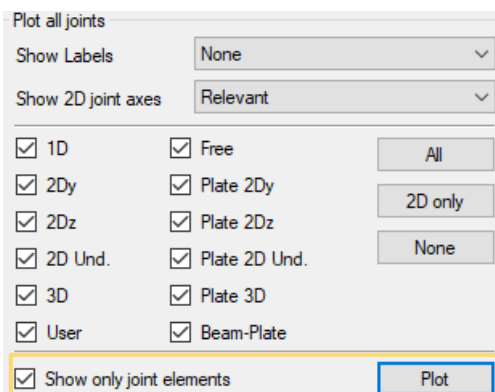 Plot all joints
Show Labels None
Show 2D joint axes Relevant
1D Free All
2Dy Plate 2Dy 2D only
2Dz Plate 2Dz None
2D Und. Plate 2D Und.
3D Plate 3D
User Beam-Plate
Show only joint elements Plot